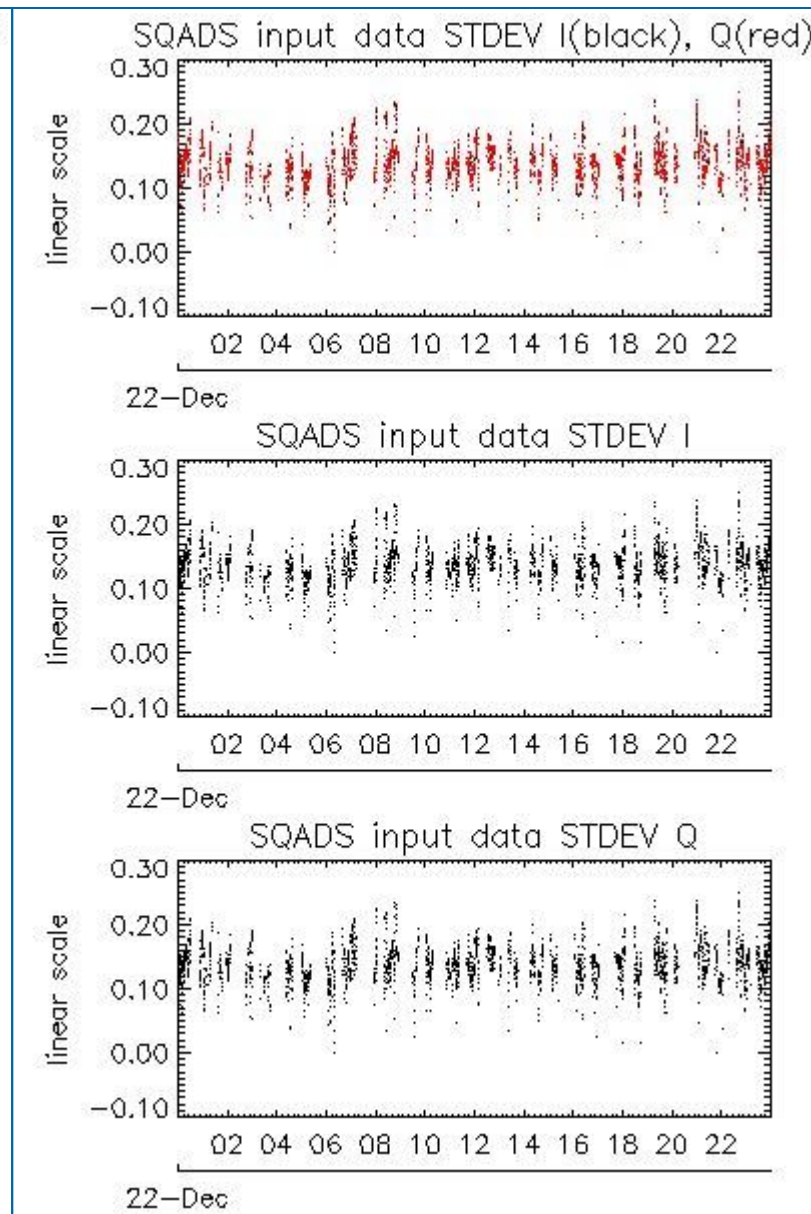 SQADS input data STDEV I(black), Q(red)
0.30
0.20
0.10
0.00
−0.10
linear scale
02 04 06 08 10 12 14 16 18 20 22
22−Dec
SQADS input data STDEV I
0.30
0.20
0.10
0.00
−0.10
linear scale
02 04 06 08 10 12 14 16 18 20 22
22−Dec
SQADS input data STDEV Q
0.30
0.20
0.10
0.00
−0.10
linear scale
02 04 06 08 10 12 14 16 18 20 22
22−Dec